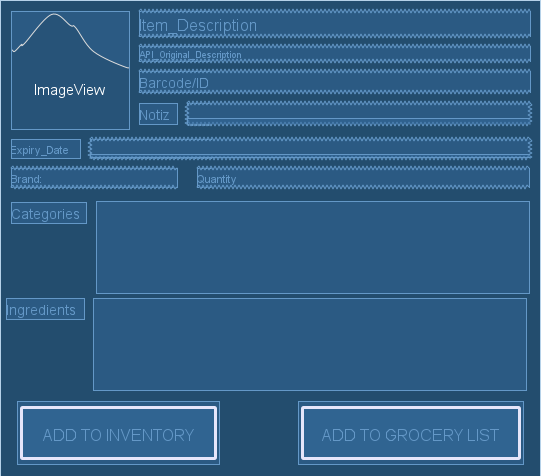 Item_Description
API_Original_Description
ImageView
Barcode/ID
Notiz
Expiry_Date
Brand: Quantity
Categories
Ingredients
ADD TO INVENTORY ADD TO GROCERY LIST